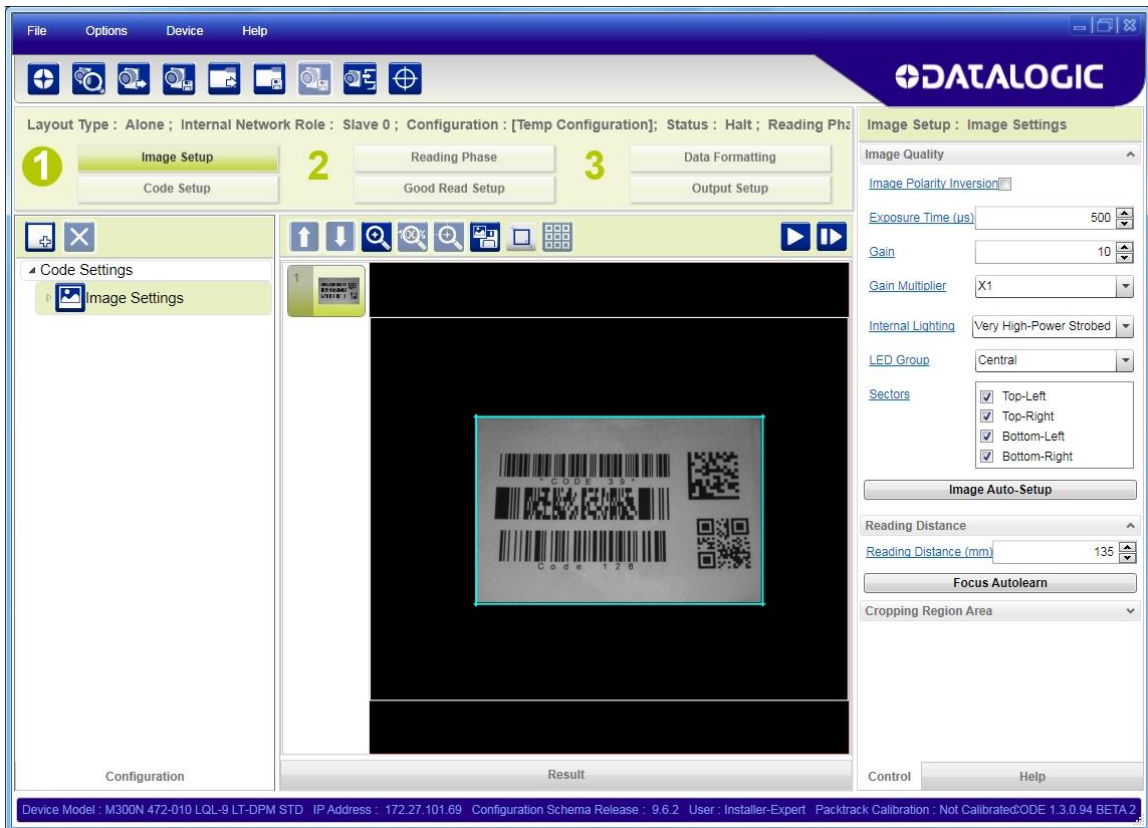 File Options Device Help
DATALOGIC
Layout Type : Alone ; Internal Network Role : Slave 0 ; Configuration : [Temp Configuration]; Status : Halt ; Reading Pha
1 Image Setup 2 Reading Phase 3 Data Formatting
Code Setup Good Read Setup Output Setup
Code Settings
Image Settings
100%
1
*CODE 39*
Code 128
Configuration
Result
Image Setup : Image Settings
Image Quality
Image Polarity Inversion
Exposure Time (µs) 500
Gain 10
Gain Multiplier X1
Internal Lighting Very High-Power Strobed
LED Group Central
Sectors Top-Left
Top-Right
Bottom-Left
Bottom-Right
Image Auto-Setup
Reading Distance
Reading Distance (mm) 135
Focus Autolearn
Cropping Region Area
Control Help
Device Model : M300N 472-010 LQL-9 LT-DPM STD IP Address : 172.27.101.69 Configuration Schema Release : 9.6.2 User : Installer-Expert Packtrack Calibration : Not Calibrated CODE 1.3.0.94 BETA 2